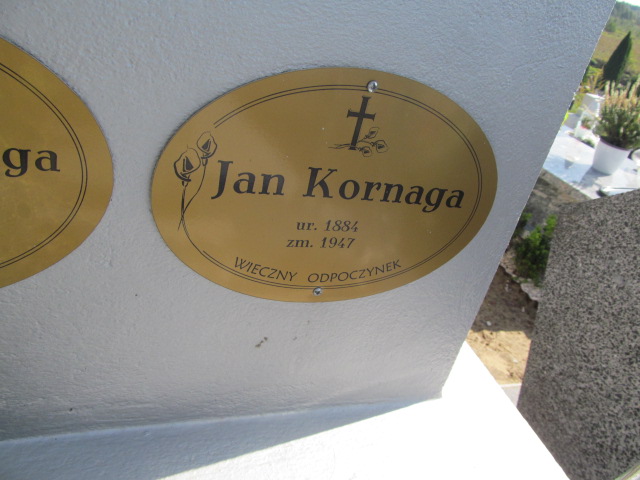 ga
Jan Kornaga
ur. 1884
zm. 1947
WIECZNY ODPOCZYNEK